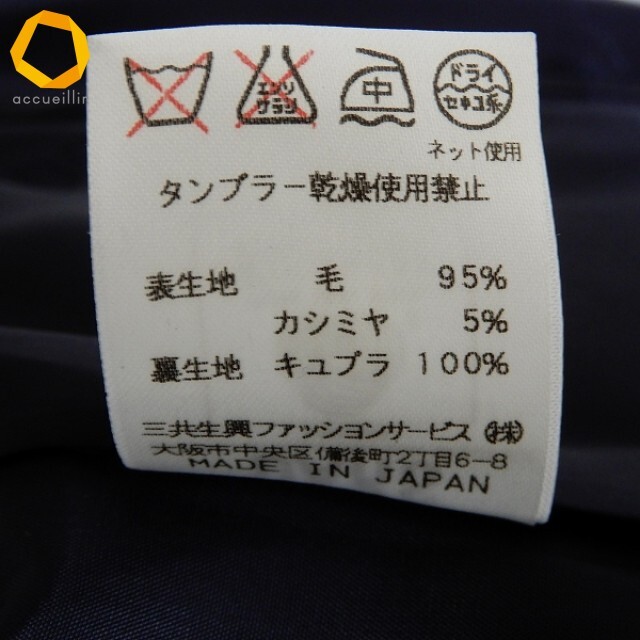 accueillir
エンソ
サラシ
中
ドライ
セキユ系
ネット使用
タンブラー乾燥使用禁止
表生地 毛 95%
カシミヤ 5%
裏生地 キュプラ 100%
三共生興ファッションサービス㈱
大阪市中央区備後町2丁目6-8
MADE IN JAPAN